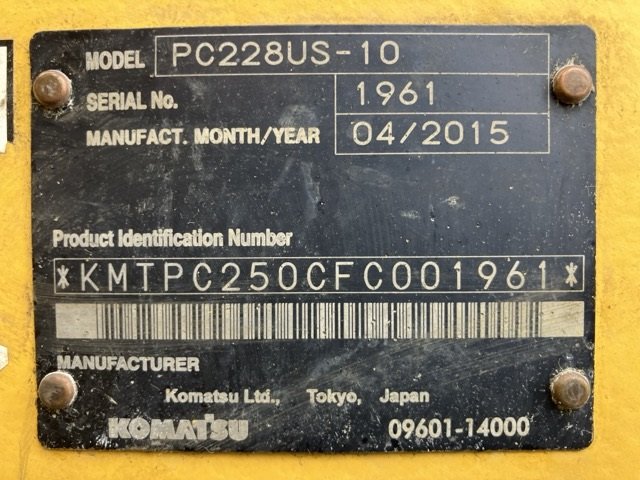 MODEL PC228US-10
SERIAL No. 1961
MANUFACT. MONTH/YEAR 04/2015
Product Identification Number
*KMTPC250CFC001961*
MANUFACTURER
Komatsu Ltd., Tokyo, Japan
KOMATSU 09601-14000